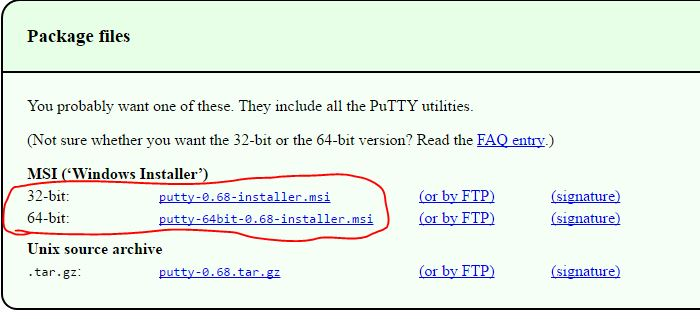 Package files
You probably want one of these. They include all the PuTTY utilities.
(Not sure whether you want the 32-bit or the 64-bit version? Read the FAQ entry.)
MSI (‘Windows Installer’)
32-bit: putty-0.68-installer.msi (or by FTP) (signature)
64-bit: putty-64bit-0.68-installer.msi (or by FTP) (signature)
Unix source archive
.tar.gz: putty-0.68.tar.gz (or by FTP) (signature)